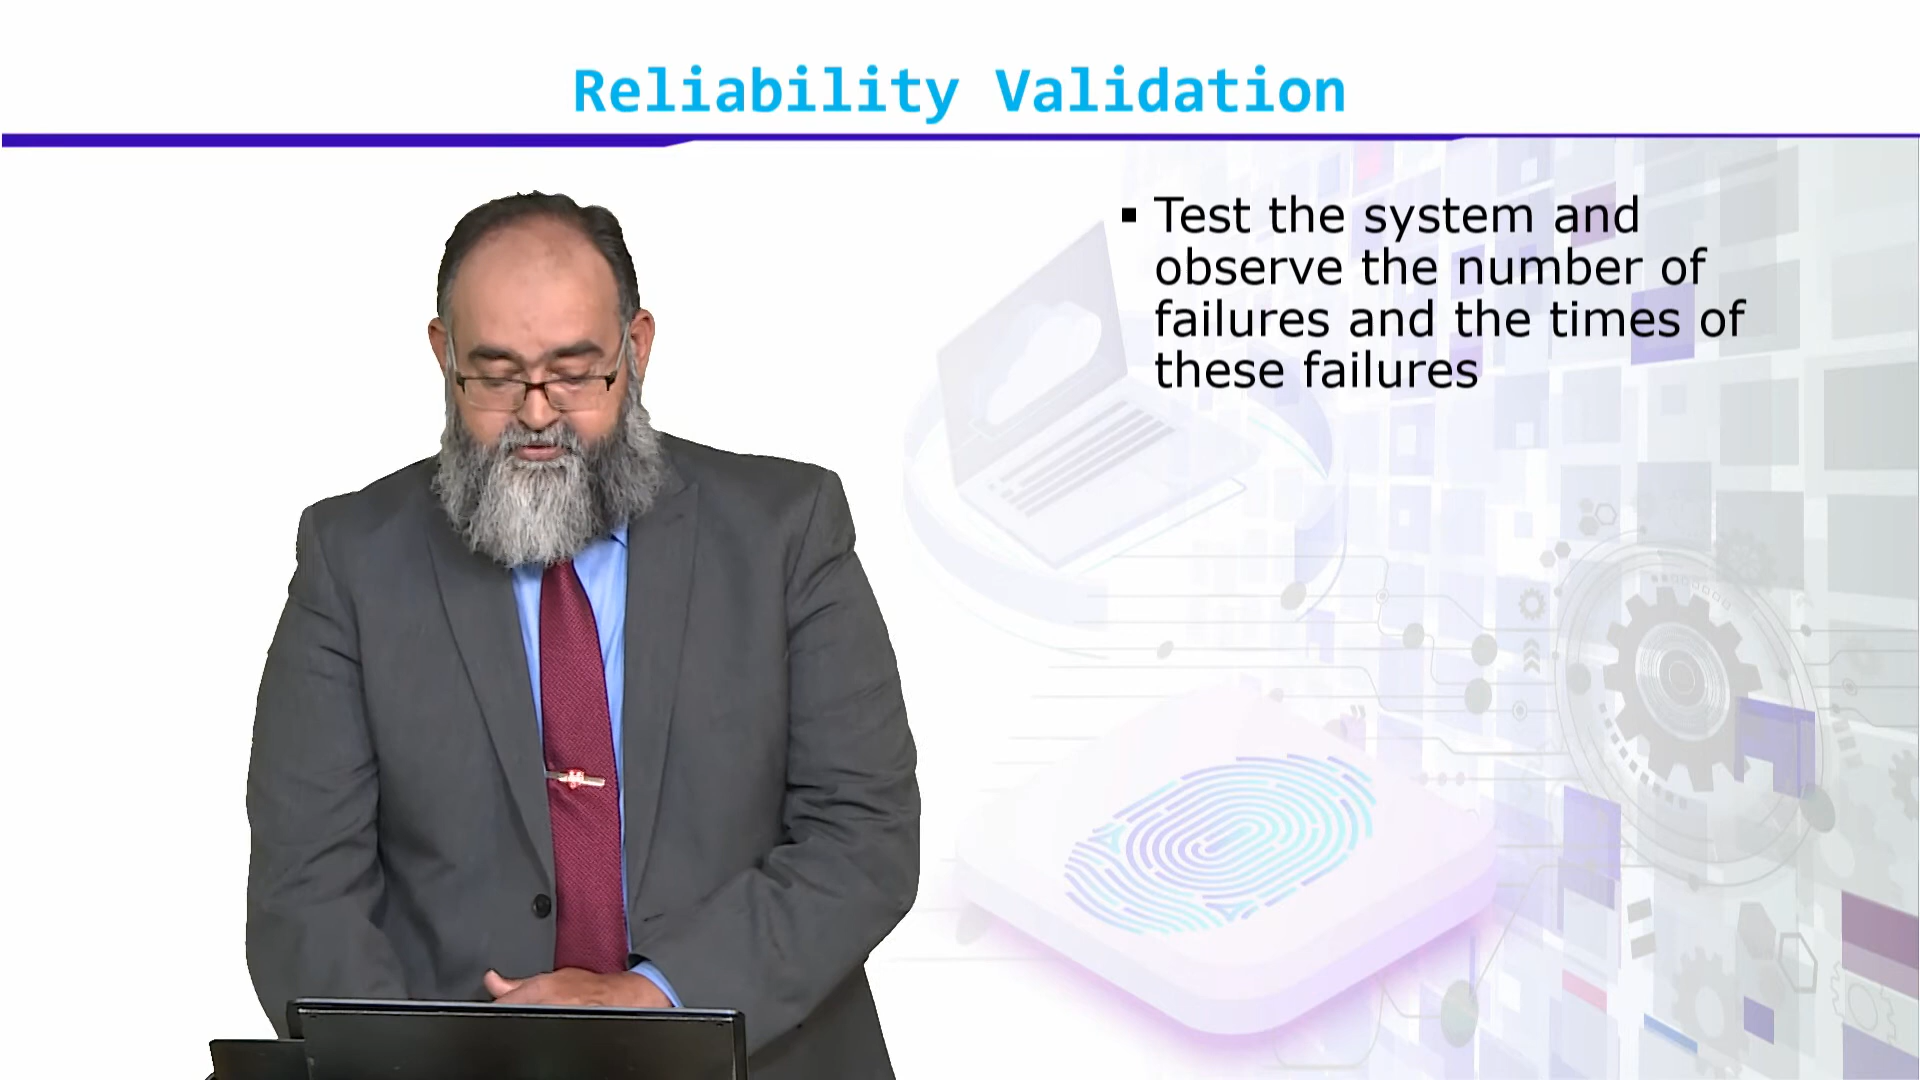 Reliability Validation
▪ Test the system and
observe the number of
failures and the times of
these failures